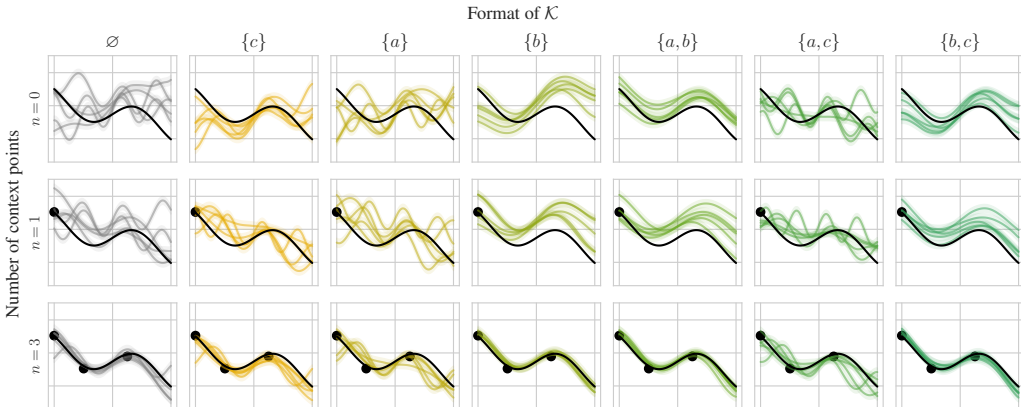 Format of 𝒦
∅ {c} {a} {b} {a, b} {a, c} {b, c}
Number of context points
n = 0
n = 1
n = 3